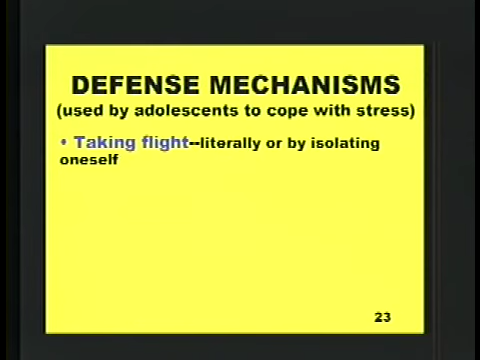 DEFENSE MECHANISMS
(used by adolescents to cope with stress)
• Taking flight--literally or by isolating
oneself
23